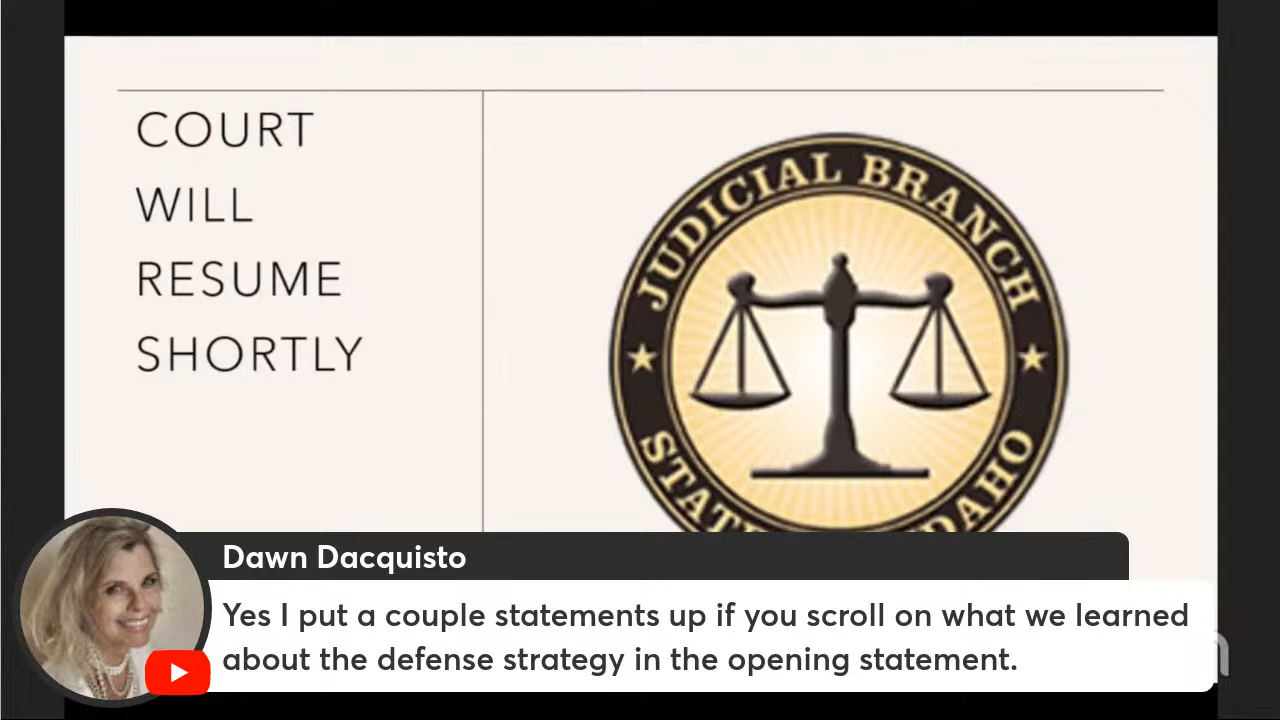 COURT
WILL
RESUME
SHORTLY
JUDICIAL BRANCH
Dawn Dacquisto
Yes I put a couple statements up if you scroll on what we learned
about the defense strategy in the opening statement.